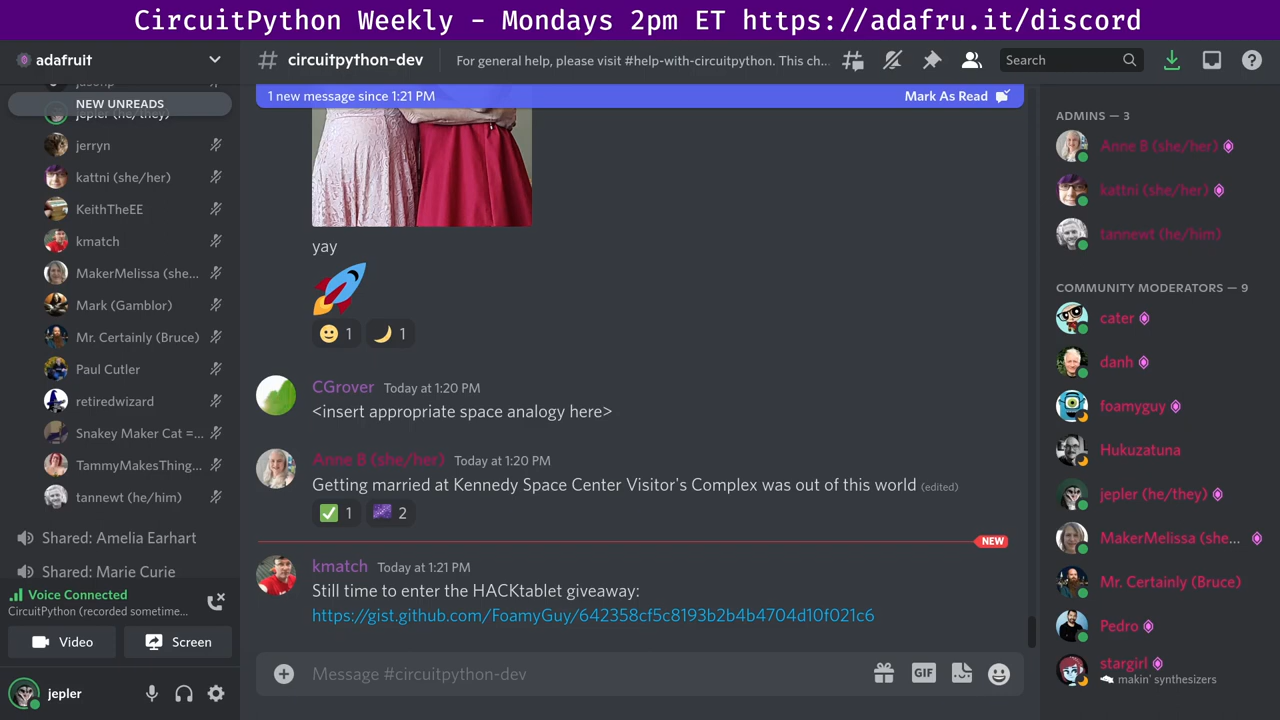 CircuitPython Weekly - Mondays 2pm ET https://adafru.it/discord
adafruit
NEW UNREADS
jepler (he/they)
jerryn
kattni (she/her)
KeithTheEE
kmatch
MakerMelissa (she...
Mark (Gamblor)
Mr. Certainly (Bruce)
Paul Cutler
retiredwizard
Snakey Maker Cat =...
TammyMakesThing...
tannewt (he/him)
Shared: Amelia Earhart
Shared: Marie Curie
Voice Connected
CircuitPython (recorded sometime...
Video
Screen
jepler
# circuitpython-dev
For general help, please visit #help-with-circuitpython. This ch...
Search
1 new message since 1:21 PM
Mark As Read
yay
1
1
CGrover Today at 1:20 PM
<insert appropriate space analogy here>
Anne B (she/her) Today at 1:20 PM
Getting married at Kennedy Space Center Visitor's Complex was out of this world (edited)
1
2
NEW
kmatch Today at 1:21 PM
Still time to enter the HACKtablet giveaway:
https://gist.github.com/FoamyGuy/642358cf5c8193b2b4b4704d10f021c6
Message #circuitpython-dev
GIF
ADMINS — 3
Anne B (she/her)
kattni (she/her)
tannewt (he/him)
COMMUNITY MODERATORS — 9
cater
danh
foamyguy
Hukuzatuna
jepler (he/they)
MakerMelissa (she...
Mr. Certainly (Bruce)
Pedro
stargirl
makin' synthesizers